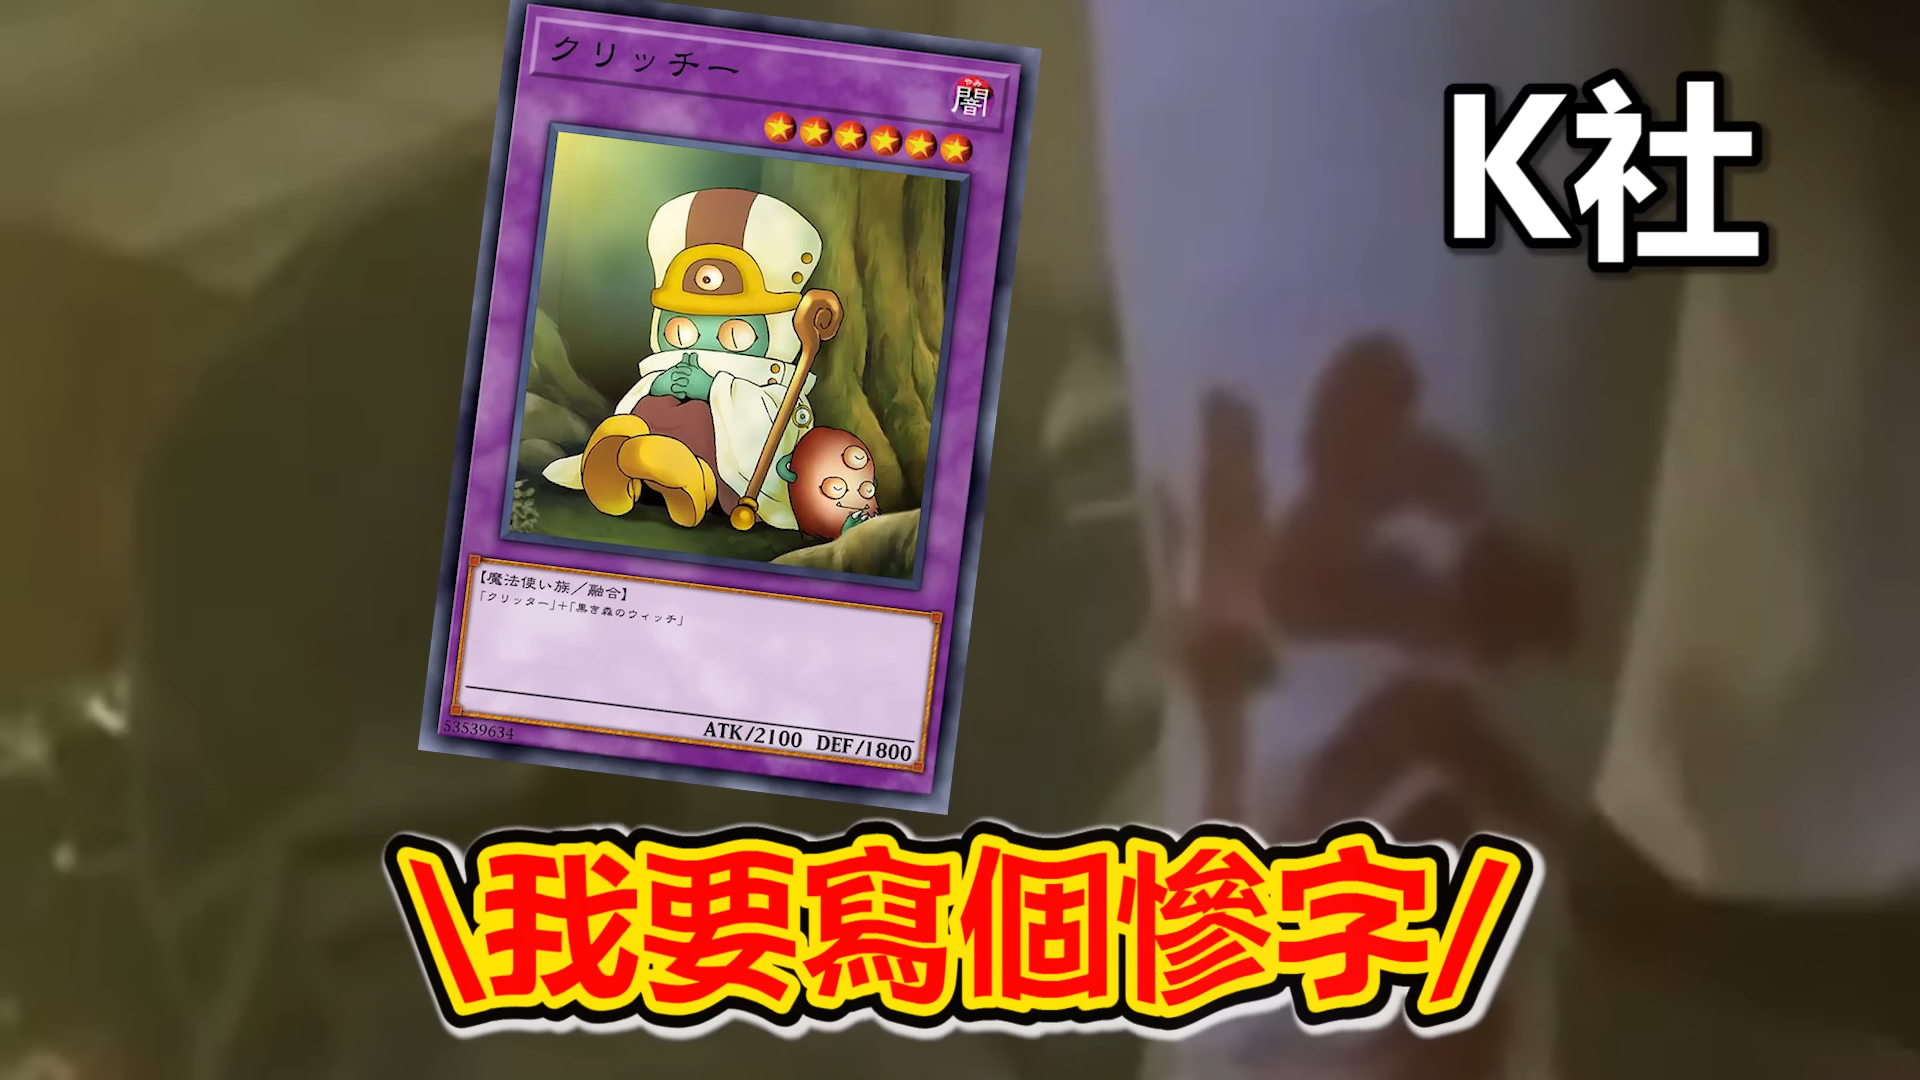 クリッチー
やみ
闇
K社
【魔法使い族／融合】
「クリッター」＋「黒き森のウィッチ」
ATK/2100 DEF/1800
53539634
\我要寫個慘字/